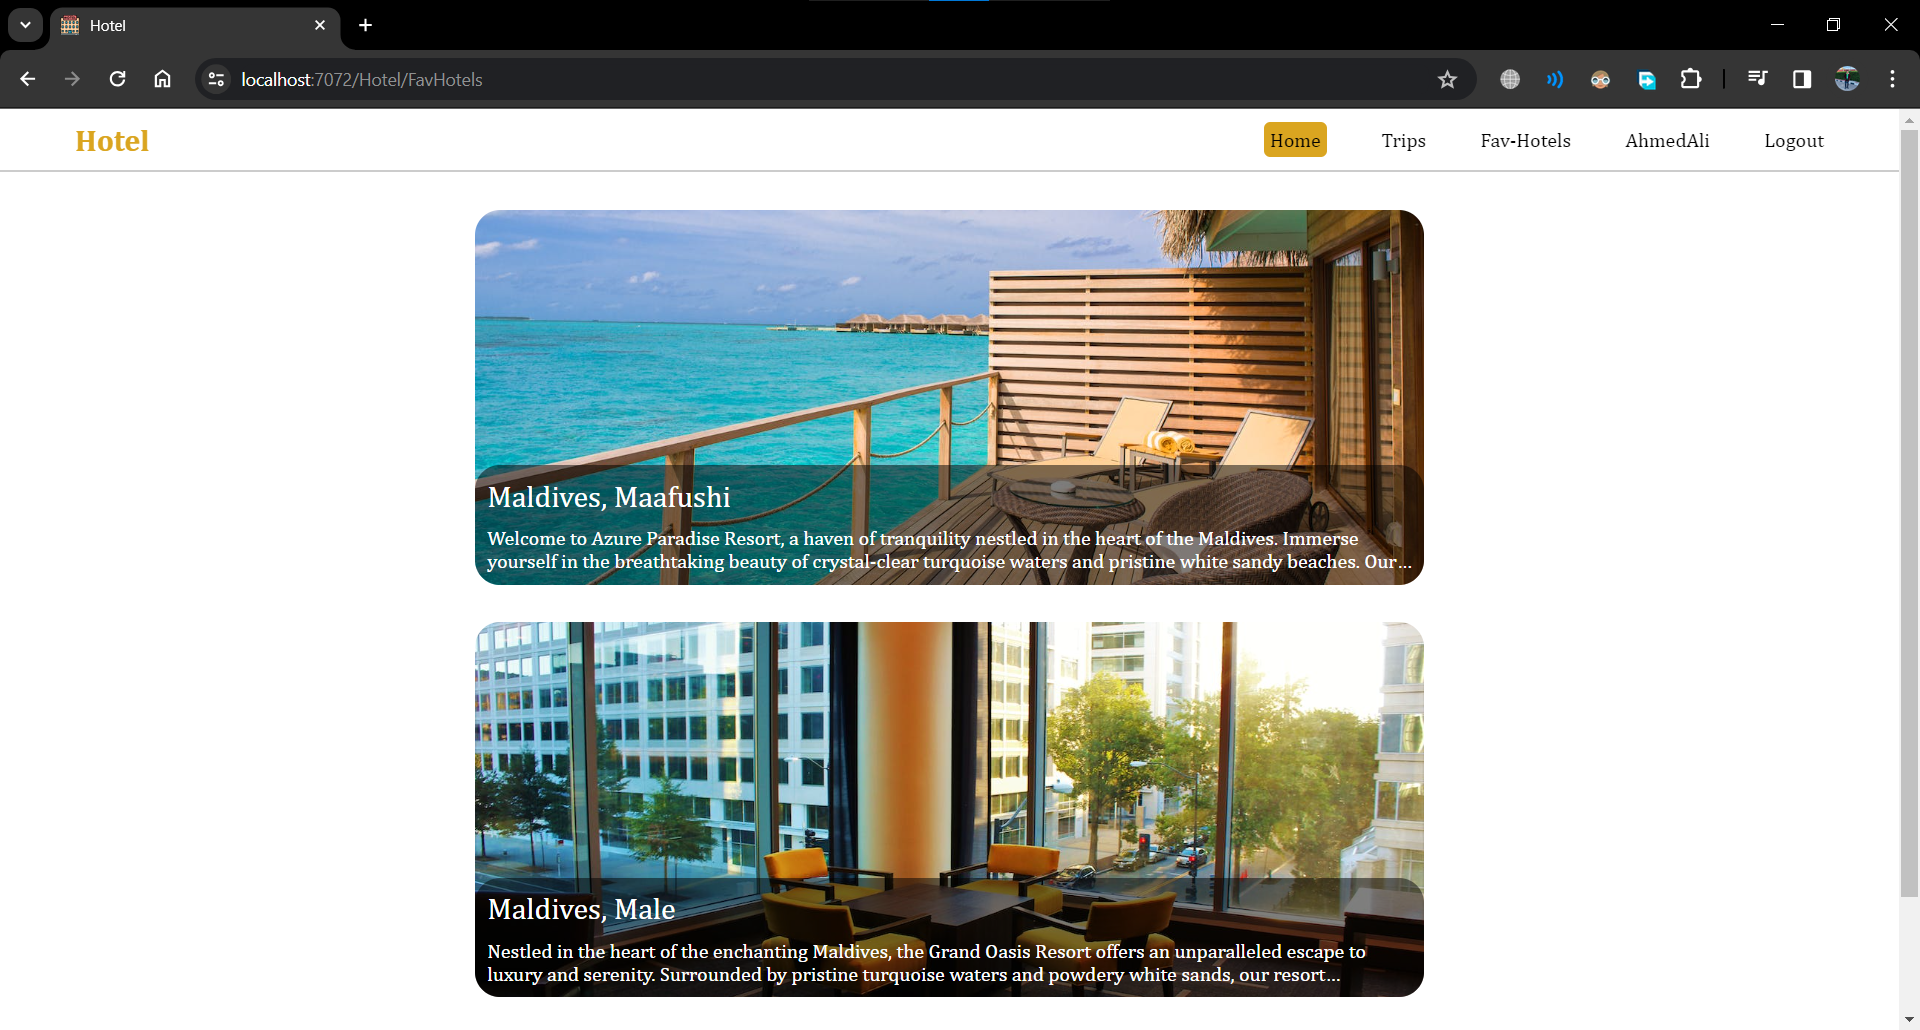 Hotel
localhost:7072/Hotel/FavHotels
Hotel
Home
Trips
Fav-Hotels
AhmedAli
Logout
Maldives, Maafushi
Welcome to Azure Paradise Resort, a haven of tranquility nestled in the heart of the Maldives. Immerse
yourself in the breathtaking beauty of crystal-clear turquoise waters and pristine white sandy beaches. Our...
Maldives, Male
Nestled in the heart of the enchanting Maldives, the Grand Oasis Resort offers an unparalleled escape to
luxury and serenity. Surrounded by pristine turquoise waters and powdery white sands, our resort...